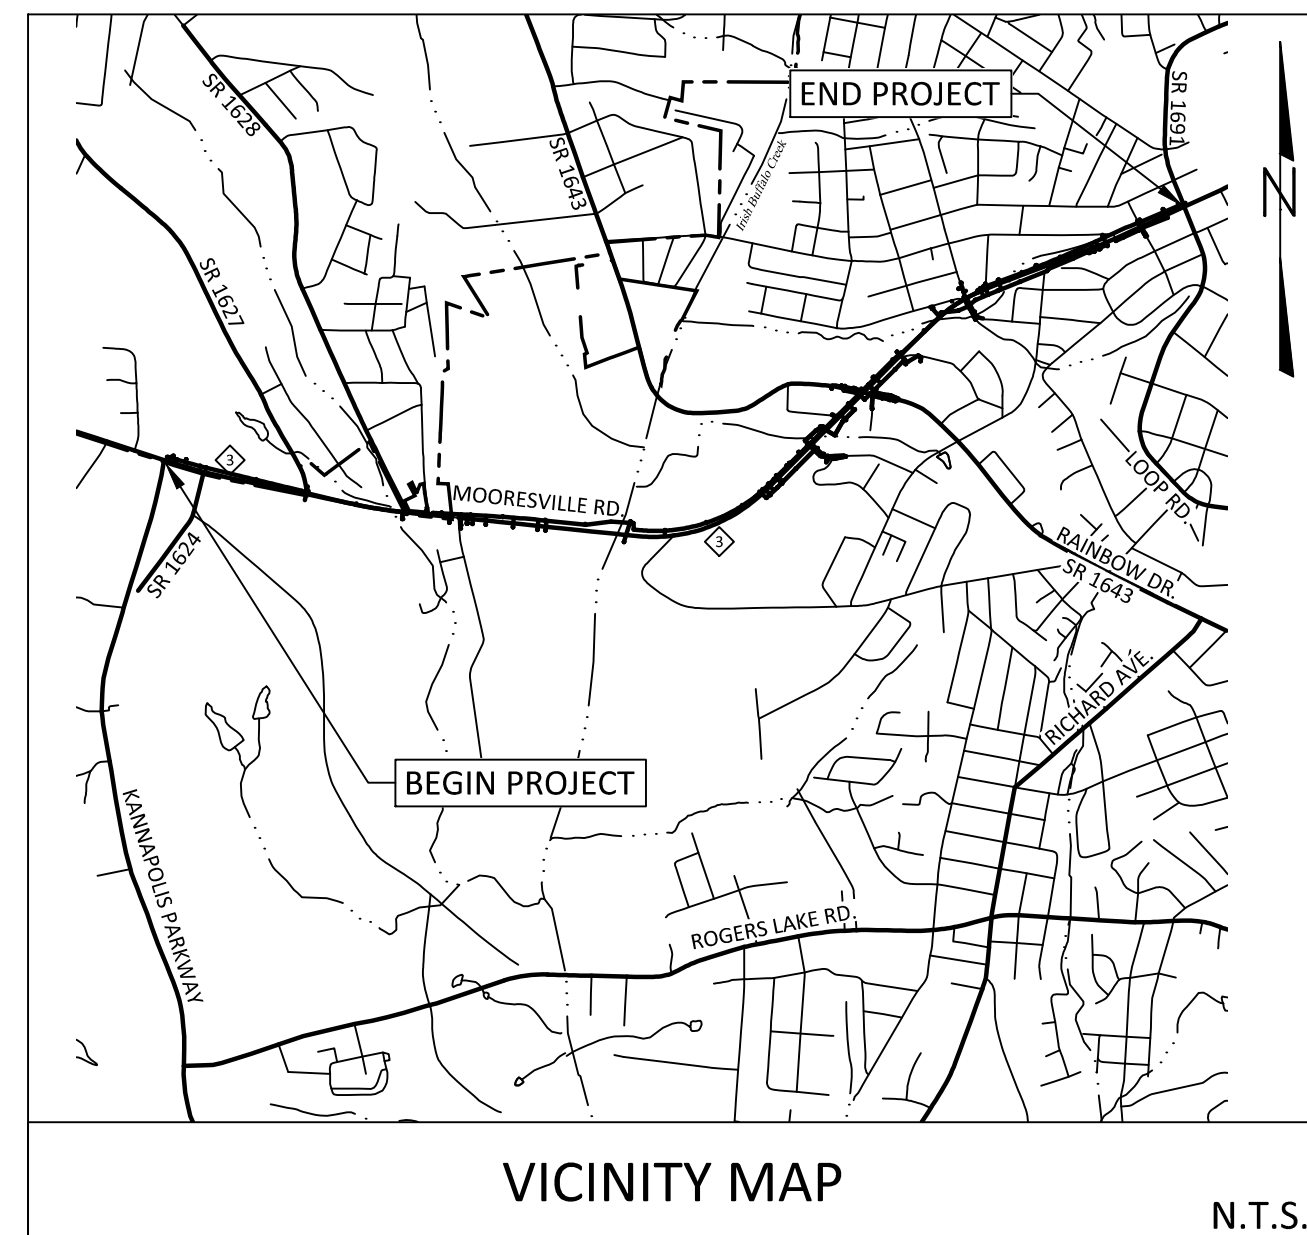 END PROJECT
SR 1628
SR 1691
SR 1643
Irish Buffalo Creek
N
SR 1627
3
MOORESVILLE RD.
LOOP RD.
3
RAINBOW DR.
SR 1643
SR 1624
RICHARD AVE.
BEGIN PROJECT
KANNAPOLIS PARKWAY
ROGERS LAKE RD.
VICINITY MAP
N.T.S.